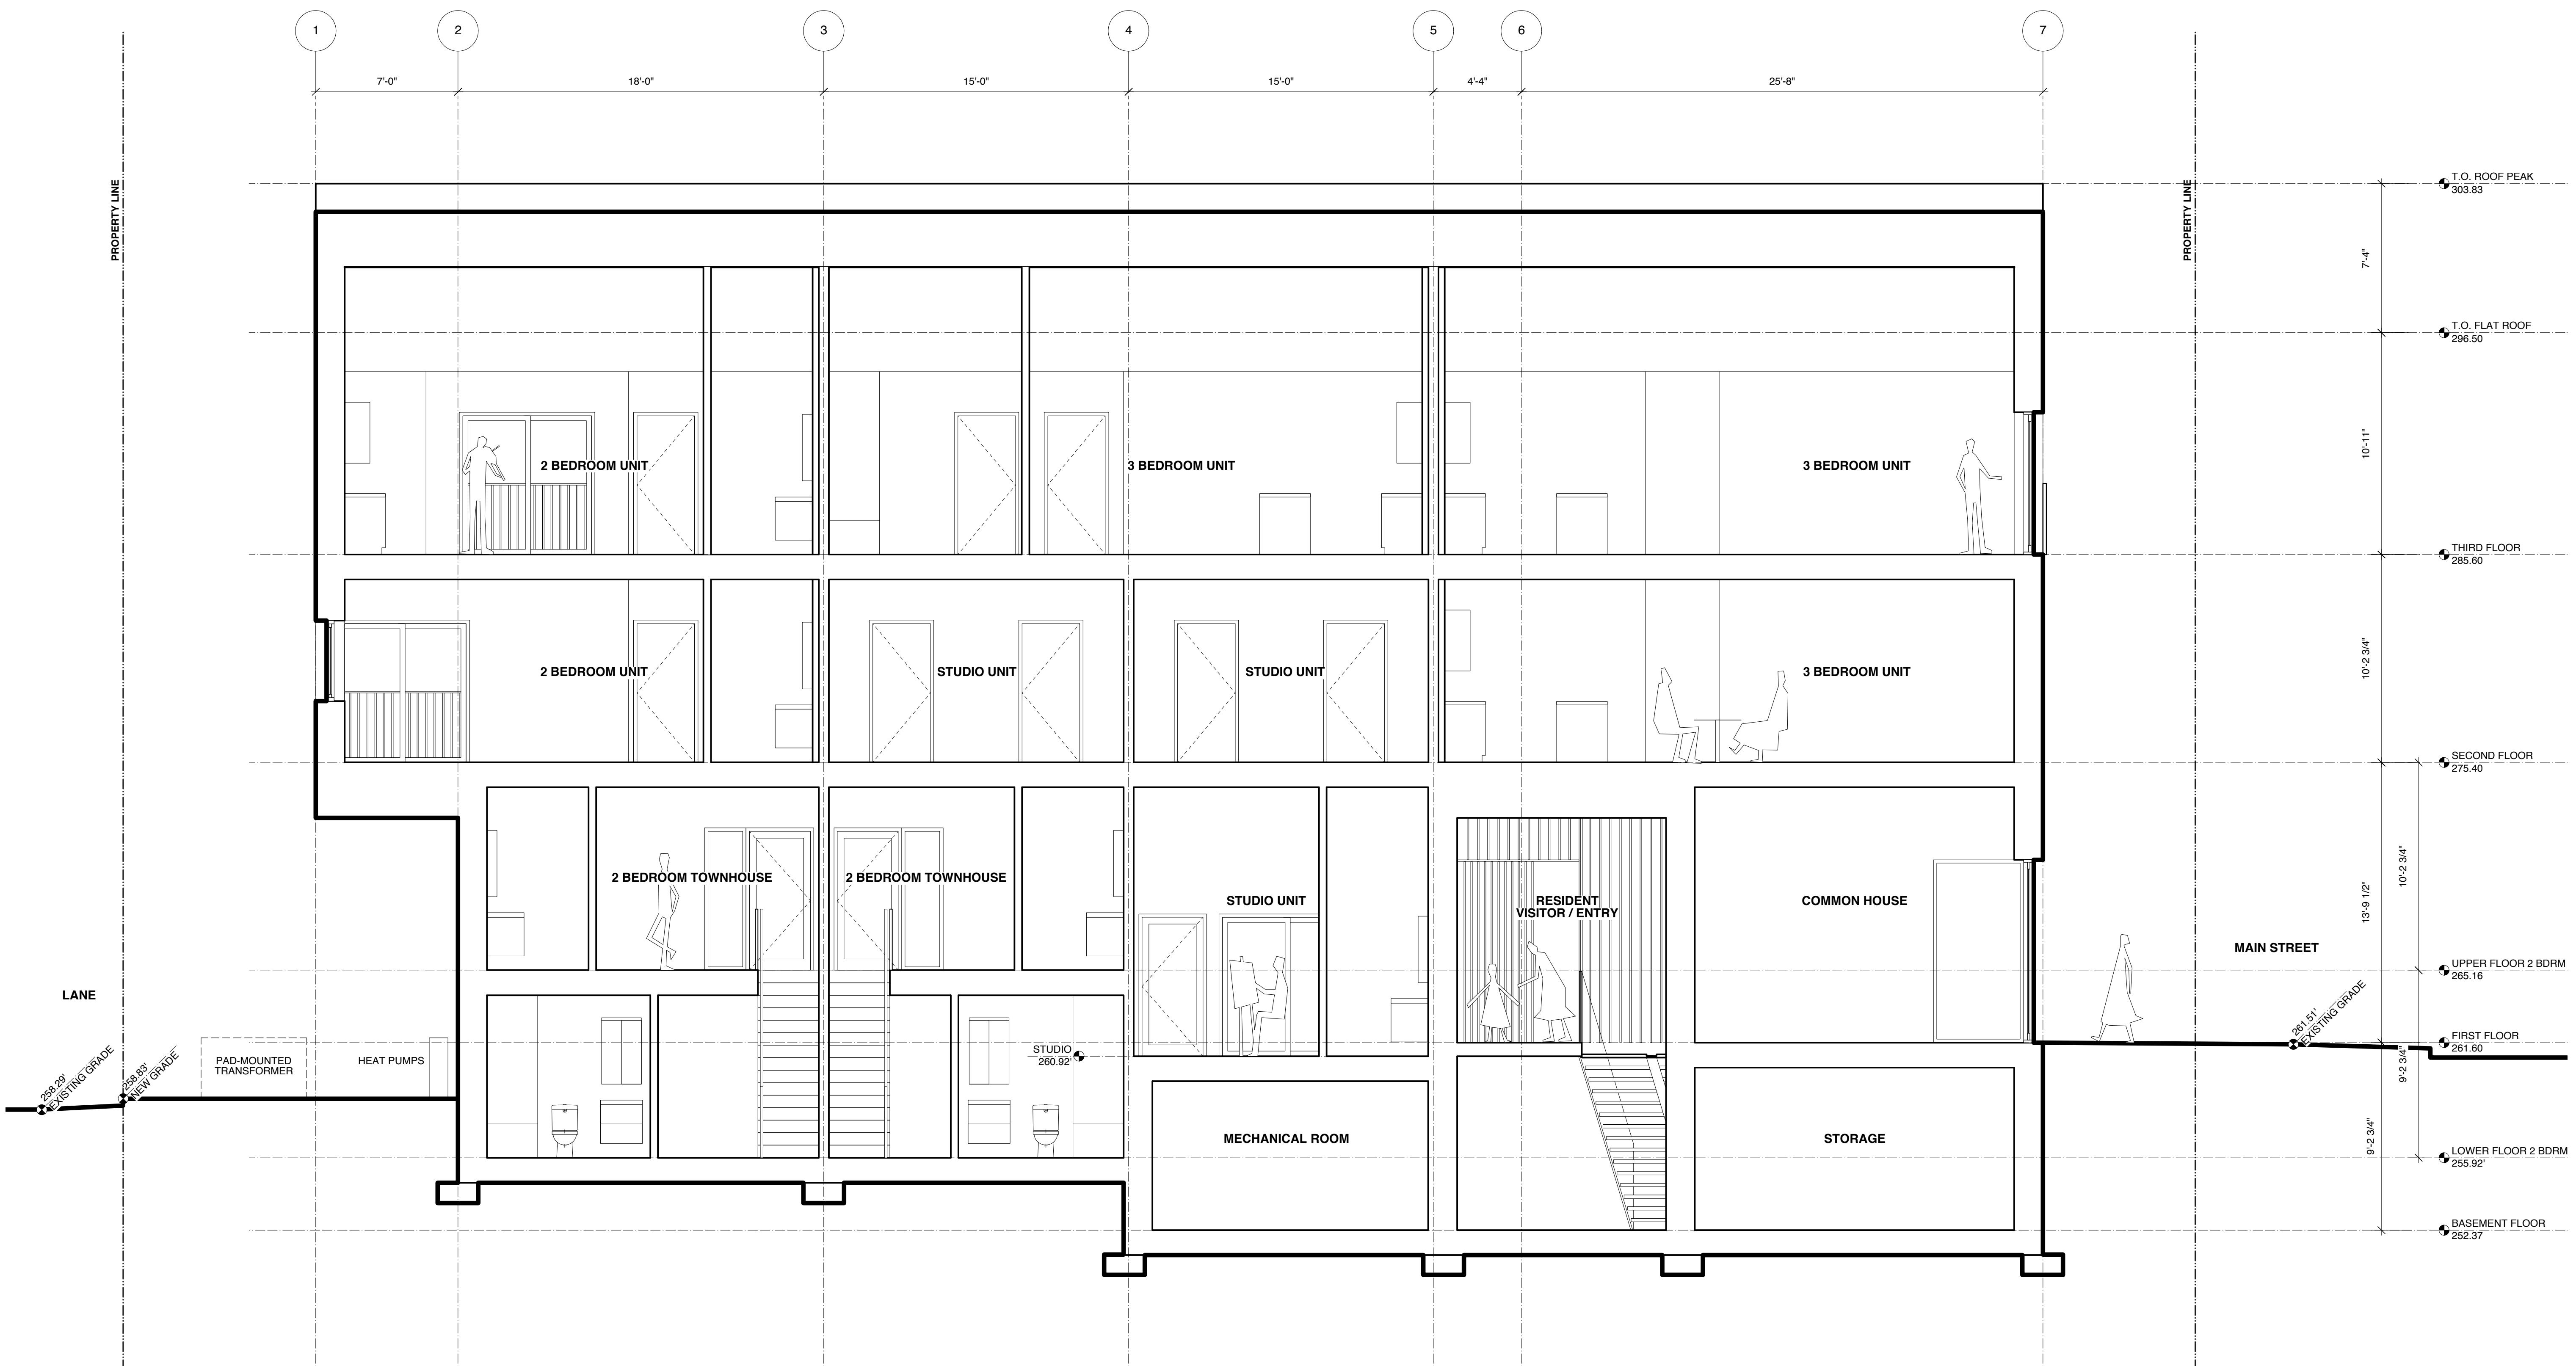 1
2
3
4
5
6
7
7'-0"
18'-0"
15'-0"
15'-0"
4'-4"
25'-8"
PROPERTY LINE
PROPERTY LINE
T.O. ROOF PEAK
303.83
7'-4"
T.O. FLAT ROOF
296.50
10'-11"
2 BEDROOM UNIT
3 BEDROOM UNIT
3 BEDROOM UNIT
THIRD FLOOR
285.60
10'-2 3/4"
2 BEDROOM UNIT
STUDIO UNIT
STUDIO UNIT
3 BEDROOM UNIT
SECOND FLOOR
275.40
10'-2 3/4"
13'-9 1/2"
2 BEDROOM TOWNHOUSE
2 BEDROOM TOWNHOUSE
STUDIO UNIT
RESIDENT
VISITOR / ENTRY
COMMON HOUSE
MAIN STREET
UPPER FLOOR 2 BDRM
265.16
LANE
261.51'
EXISTING GRADE
FIRST FLOOR
261.60
258.29'
EXISTING GRADE
258.83'
NEW GRADE
PAD-MOUNTED
TRANSFORMER
HEAT PUMPS
STUDIO
260.92'
9'-2 3/4"
9'-2 3/4"
MECHANICAL ROOM
STORAGE
LOWER FLOOR 2 BDRM
255.92'
BASEMENT FLOOR
252.37